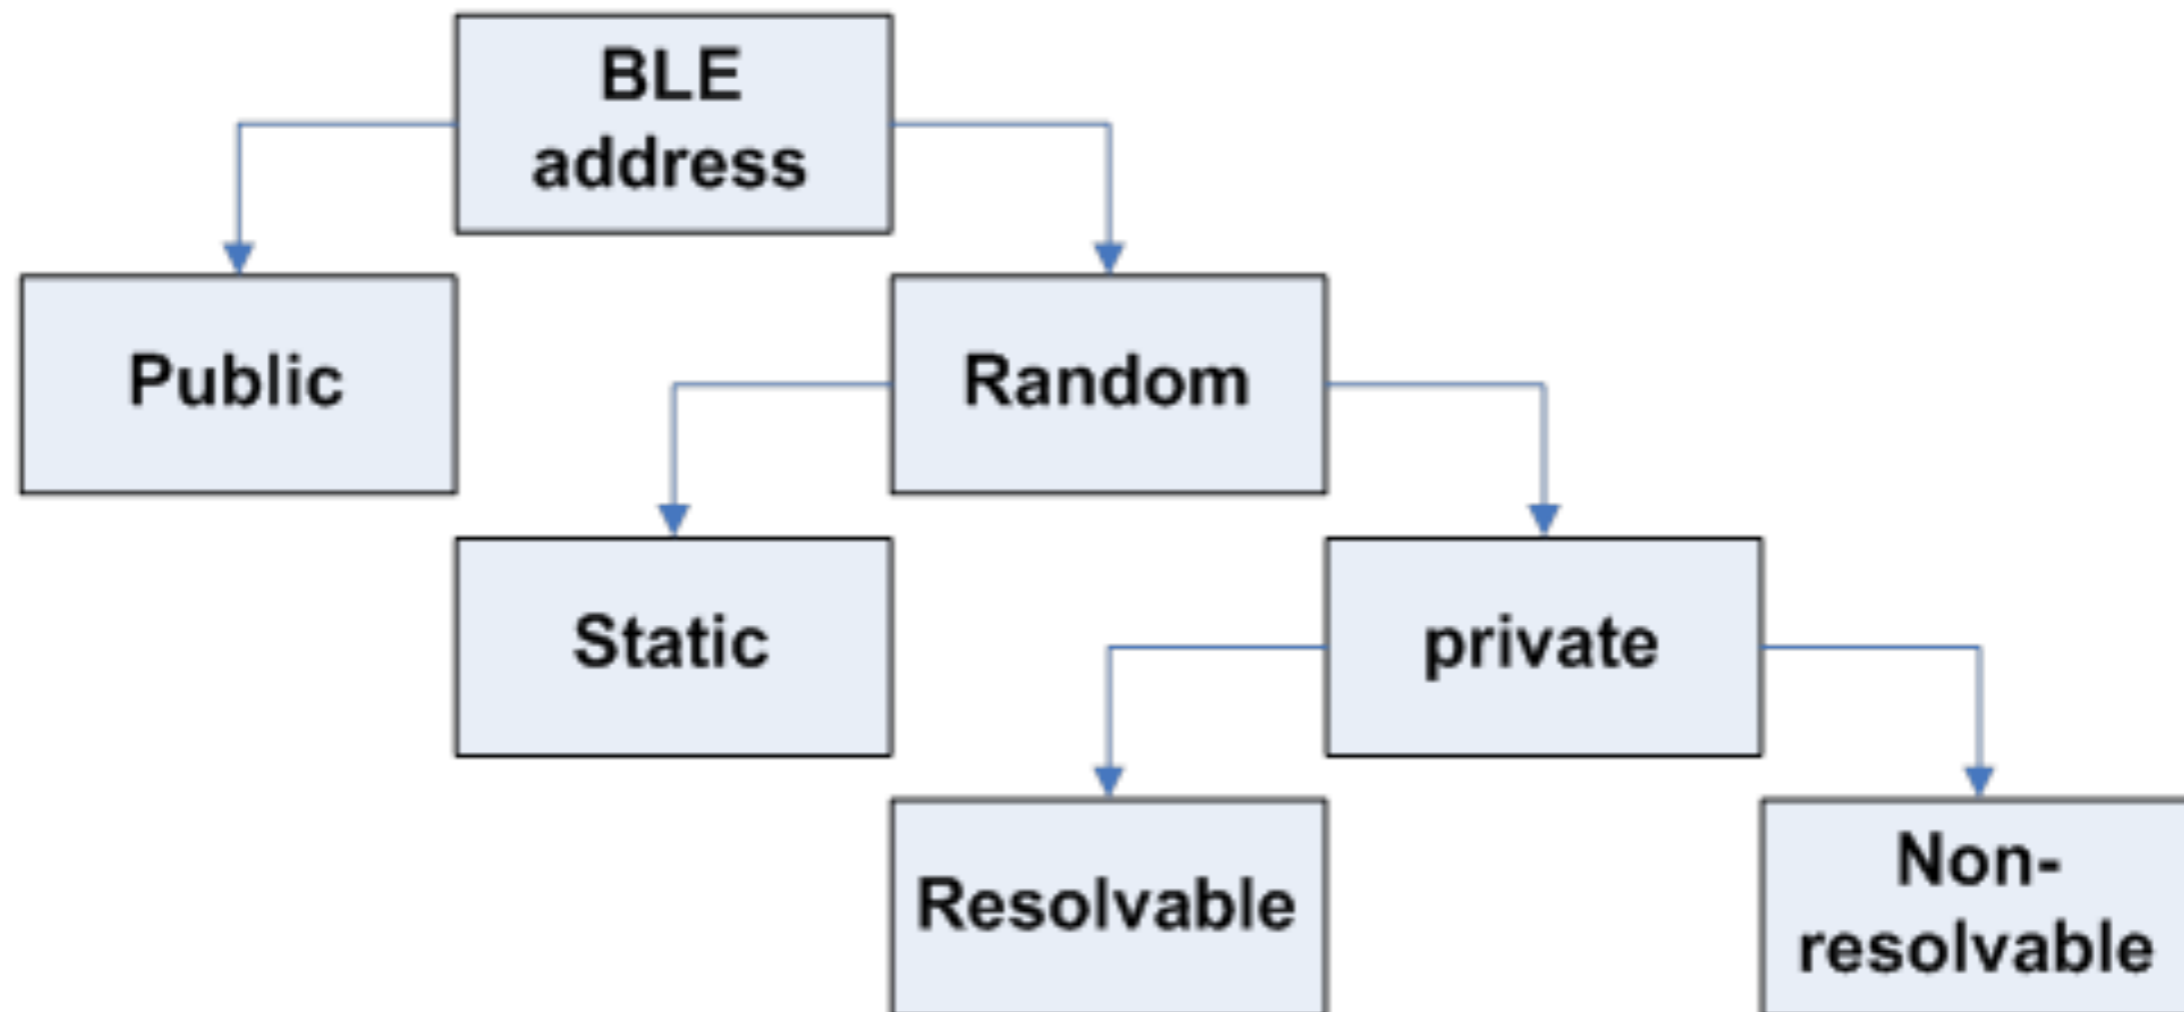 BLE
address
Public
Random
Static
private
Resolvable
Non-
resolvable